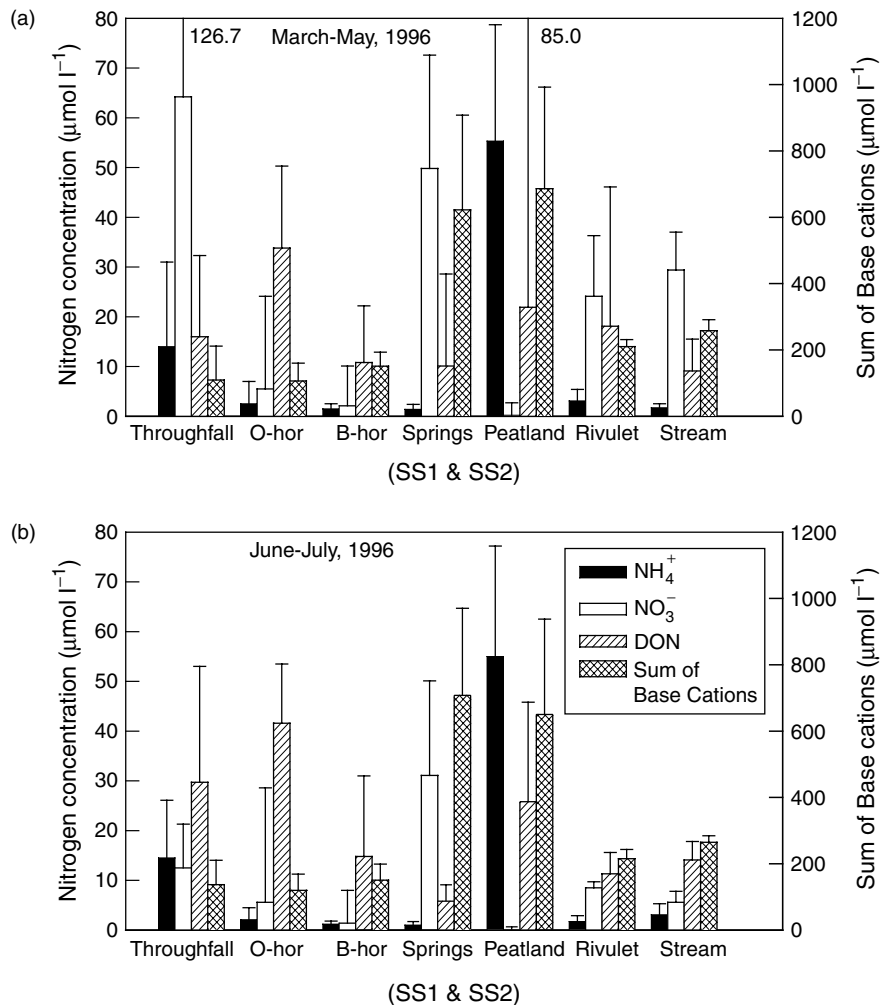 (a)
126.7
March-May, 1996
85.0
80
70
60
50
40
30
20
10
0
Nitrogen concentration (μmol l⁻¹)
1200
1000
800
600
400
200
0
Sum of Base cations (μmol l⁻¹)
Throughfall O-hor B-hor Springs Peatland Rivulet Stream
(SS1 & SS2)
(b)
June-July, 1996
80
70
60
50
40
30
20
10
0
Nitrogen concentration (μmol l⁻¹)
1200
1000
800
600
400
200
0
Sum of Base cations (μmol l⁻¹)
NH₄⁺
NO₃⁻
DON
Sum of
Base Cations
Throughfall O-hor B-hor Springs Peatland Rivulet Stream
(SS1 & SS2)